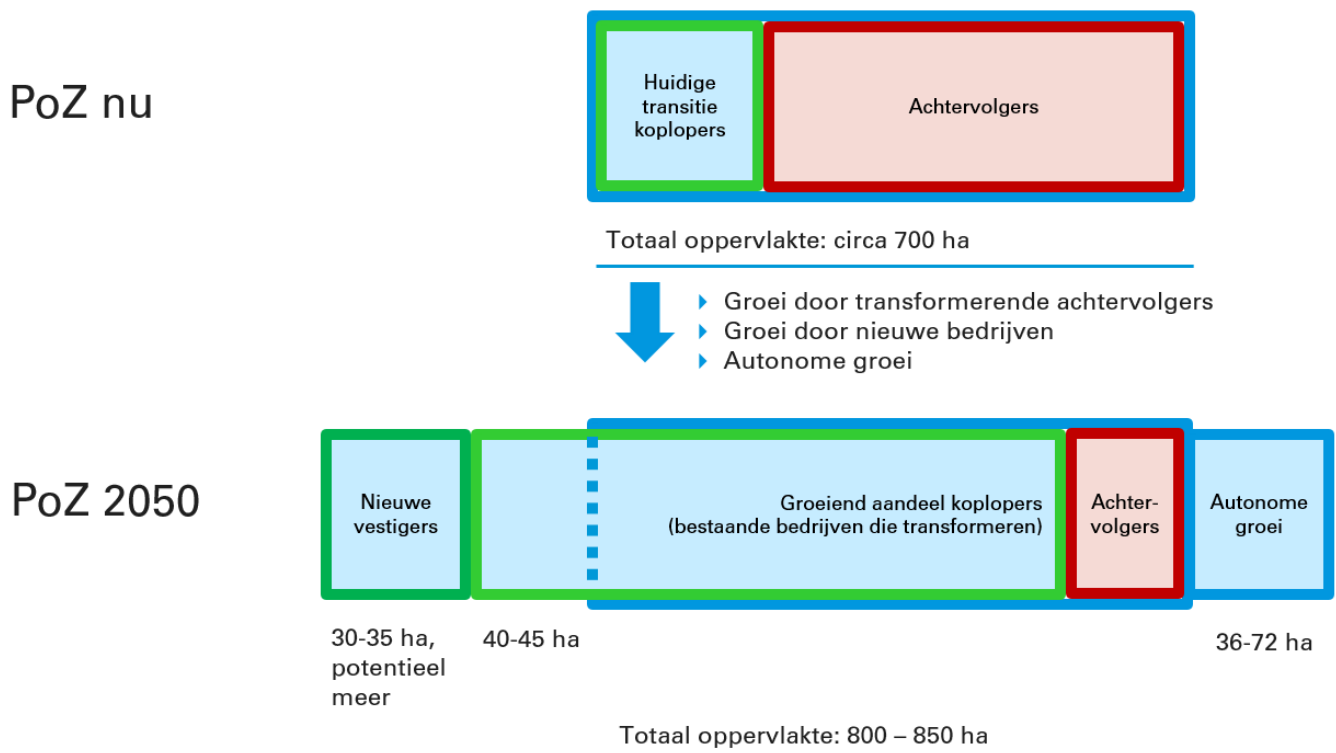 PoZ nu
Huidige
transitie
koplopers
Achtervolgers
Totaal oppervlakte: circa 700 ha
Groei door transformerende achtervolgers
Groei door nieuwe bedrijven
Autonome groei
PoZ 2050
Nieuwe
vestigers
Groeiend aandeel koplopers
(bestaande bedrijven die transformeren)
Achter-
volgers
Autonome
groei
30-35 ha,
potentieel
meer
40-45 ha
36-72 ha
Totaal oppervlakte: 800 – 850 ha